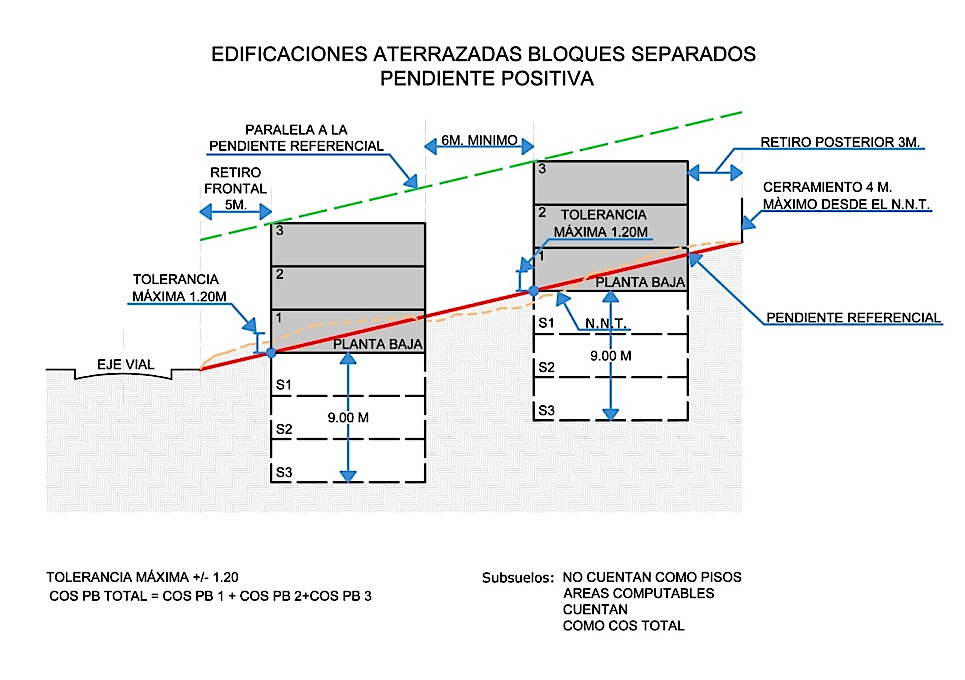 EDIFICACIONES ATERRAZADAS BLOQUES SEPARADOS
PENDIENTE POSITIVA
PARALELA A LA
PENDIENTE REFERENCIAL
6M. MINIMO
RETIRO POSTERIOR 3M.
RETIRO
FRONTAL
5M.
CERRAMIENTO 4 M.
MÀXIMO DESDE EL N.N.T.
3
2
1
TOLERANCIA
MÁXIMA 1.20M
PLANTA BAJA
3
2
1
TOLERANCIA
MÁXIMA 1.20M
PLANTA BAJA
N.N.T.
PENDIENTE REFERENCIAL
EJE VIAL
S1
S2
S3
9.00 M
S1
S2
S3
9.00 M
TOLERANCIA MÁXIMA +/- 1.20
COS PB TOTAL = COS PB 1 + COS PB 2+COS PB 3
Subsuelos: NO CUENTAN COMO PISOS
AREAS COMPUTABLES
CUENTAN
COMO COS TOTAL